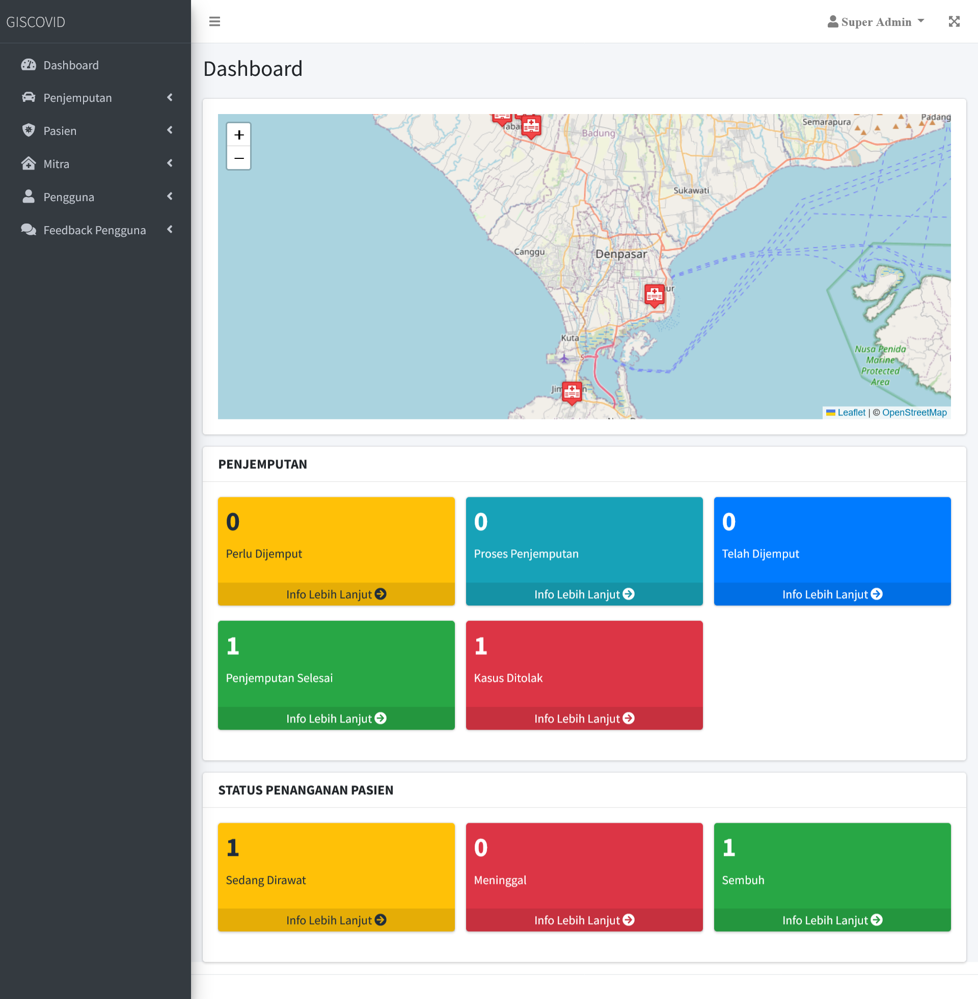 GISCOVID
Super Admin
Dashboard
Penjemputan
Pasien
Mitra
Pengguna
Feedback Pengguna
Dashboard
+
−
Badung
Semarapura
Padang
Sukawati
Canggu
Denpasar
Kuta
Nusa Penida
Marine
Protected
Area
Leaflet | © OpenStreetMap
PENJEMPUTAN
0
Perlu Dijemput
Info Lebih Lanjut
0
Proses Penjemputan
Info Lebih Lanjut
0
Telah Dijemput
Info Lebih Lanjut
1
Penjemputan Selesai
Info Lebih Lanjut
1
Kasus Ditolak
Info Lebih Lanjut
STATUS PENANGANAN PASIEN
1
Sedang Dirawat
Info Lebih Lanjut
0
Meninggal
Info Lebih Lanjut
1
Sembuh
Info Lebih Lanjut